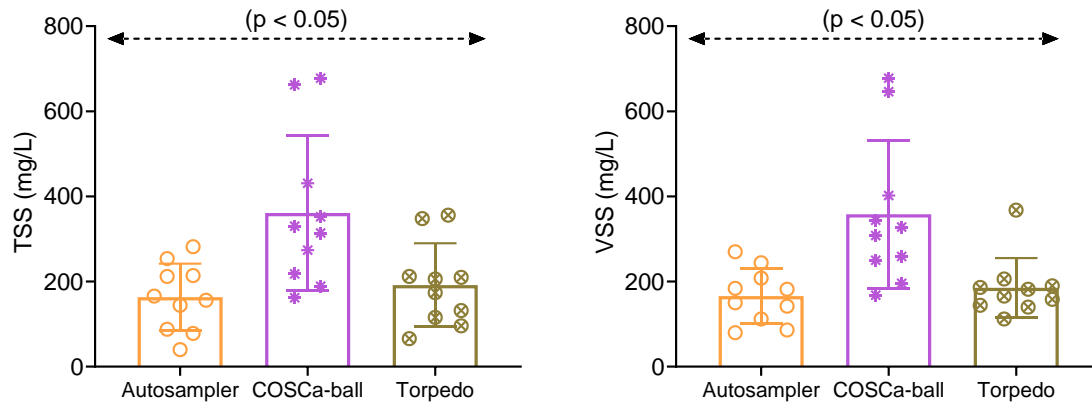 (p < 0.05)
800
600
400
200
0
TSS (mg/L)
Autosampler COSCa-ball Torpedo
(p < 0.05)
800
600
400
200
0
VSS (mg/L)
Autosampler COSCa-ball Torpedo